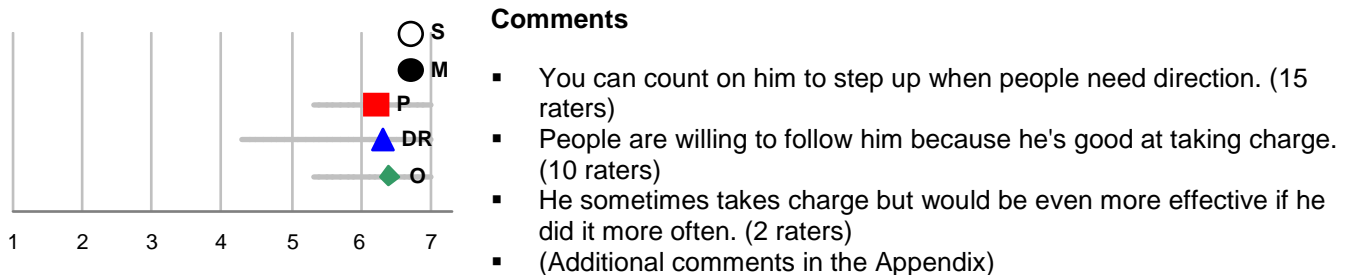 S
M
P
DR
O
1 2 3 4 5 6 7
Comments
▪ You can count on him to step up when people need direction. (15
raters)
▪ People are willing to follow him because he's good at taking charge.
(10 raters)
▪ He sometimes takes charge but would be even more effective if he
did it more often. (2 raters)
▪ (Additional comments in the Appendix)